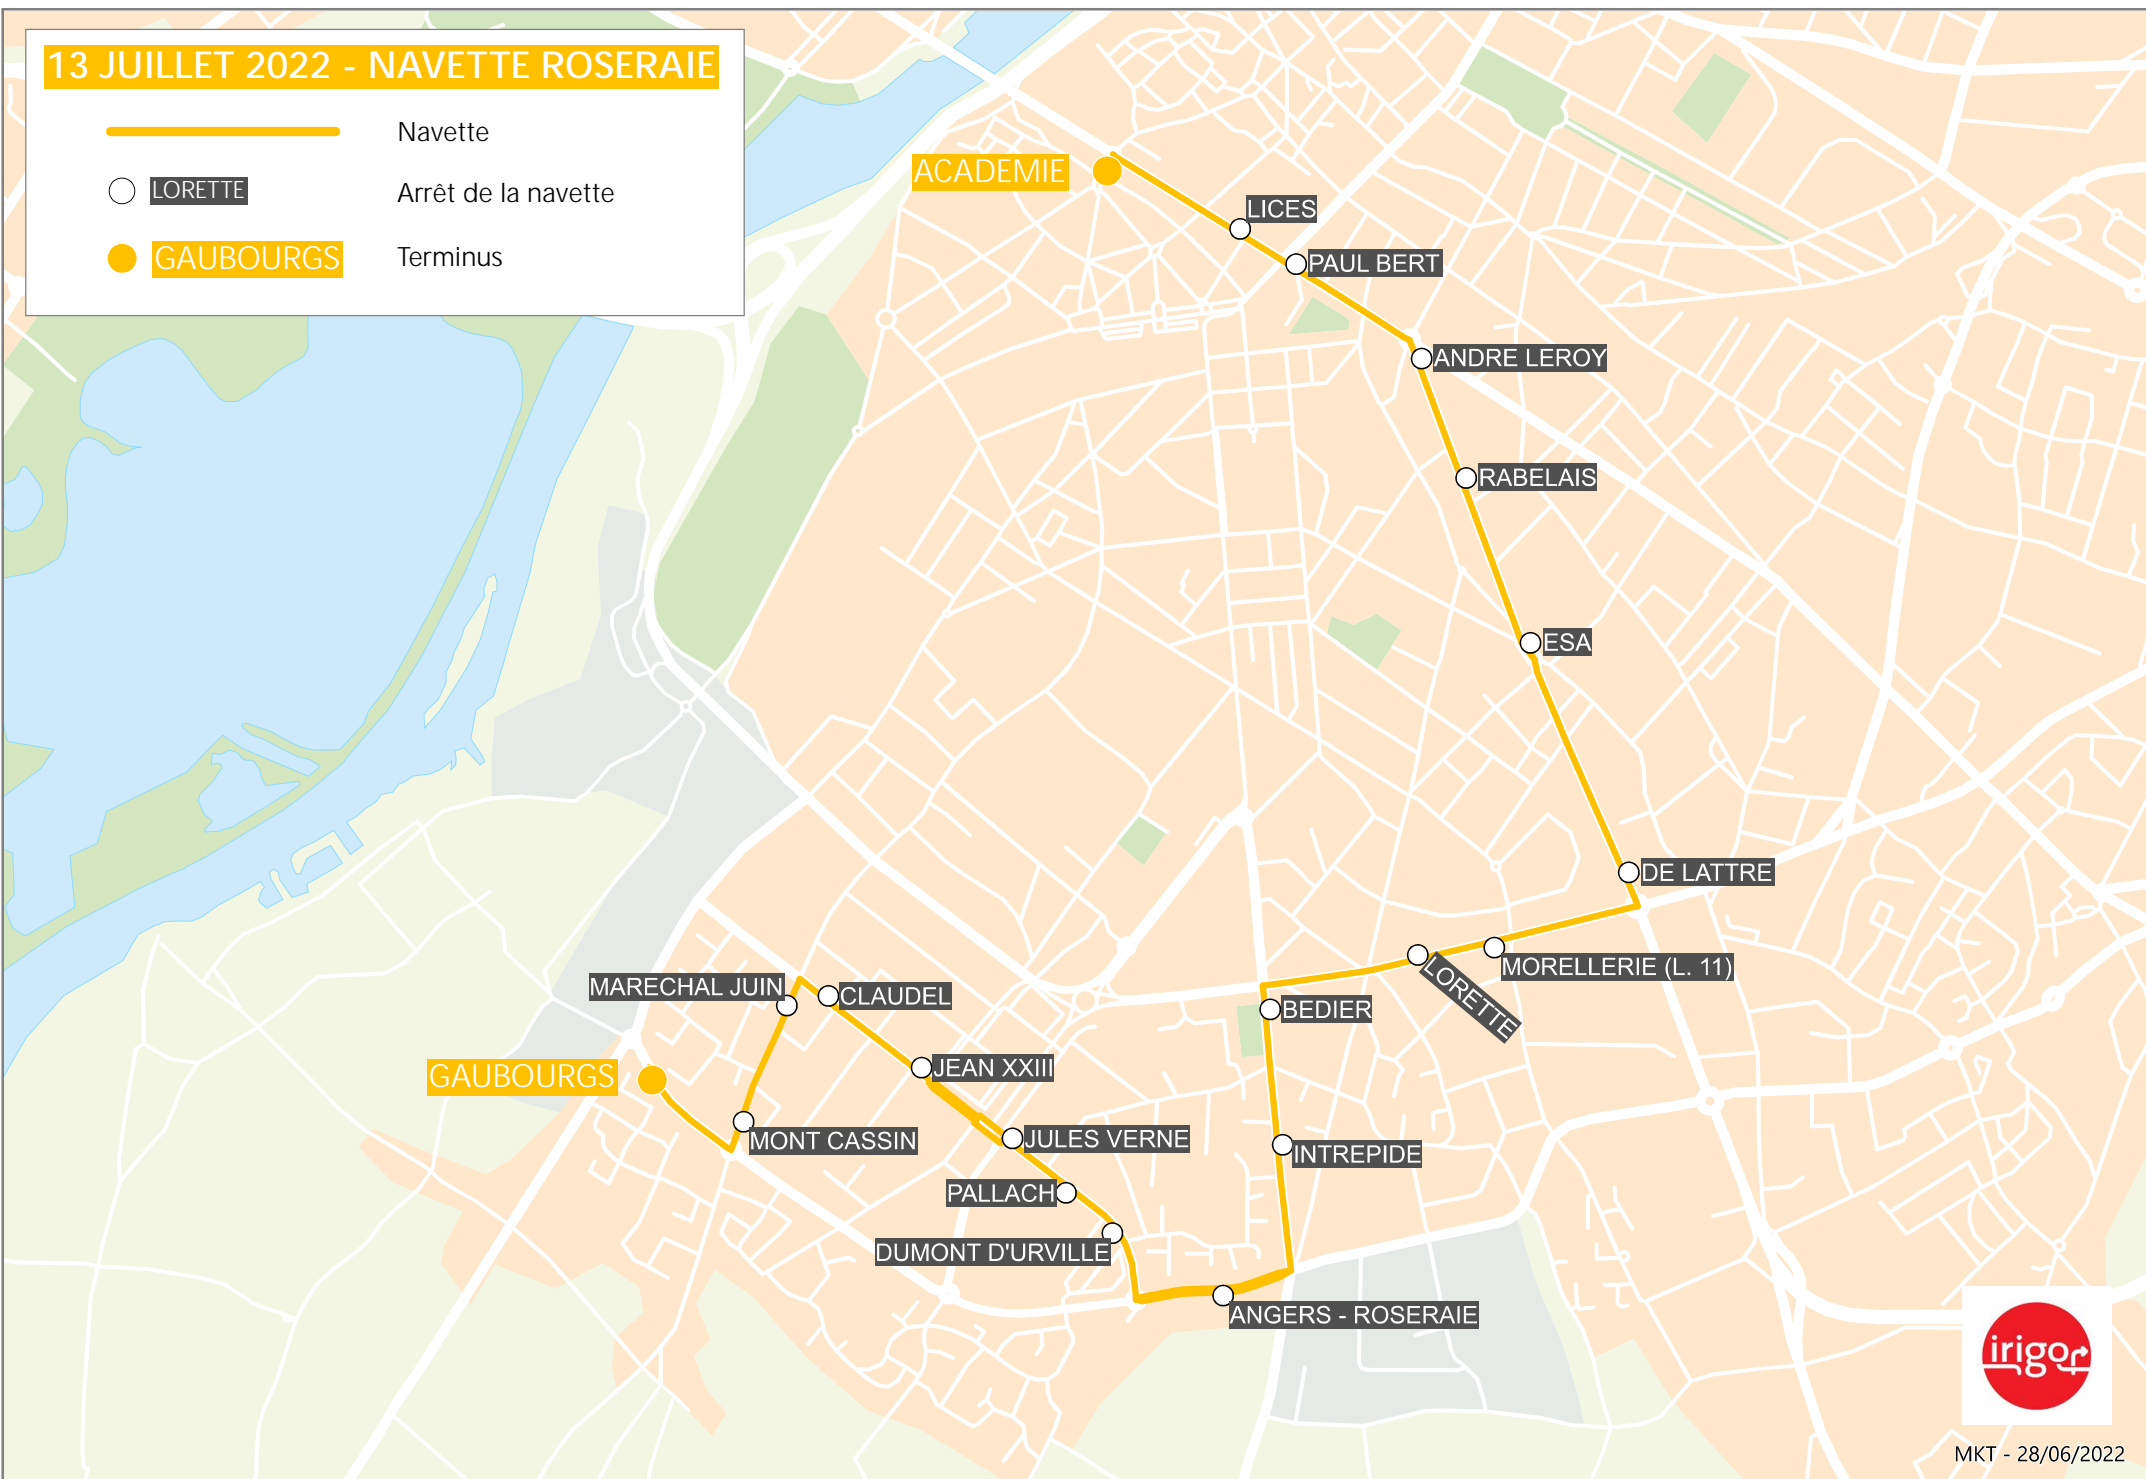 13 JUILLET 2022 - NAVETTE ROSERAIE
Navette
LORETTE
Arrêt de la navette
GAUBOURGS
Terminus
ACADEMIE
LICES
PAUL BERT
ANDRE LEROY
RABELAIS
ESA
DE LATTRE
MORELLERIE (L. 11)
LORETTE
BEDIER
INTREPIDE
MARECHAL JUIN
CLAUDEL
JEAN XXIII
GAUBOURGS
MONT CASSIN
JULES VERNE
PALLACH
DUMONT D'URVILLE
ANGERS - ROSERAIE
irigo
MKT - 28/06/2022